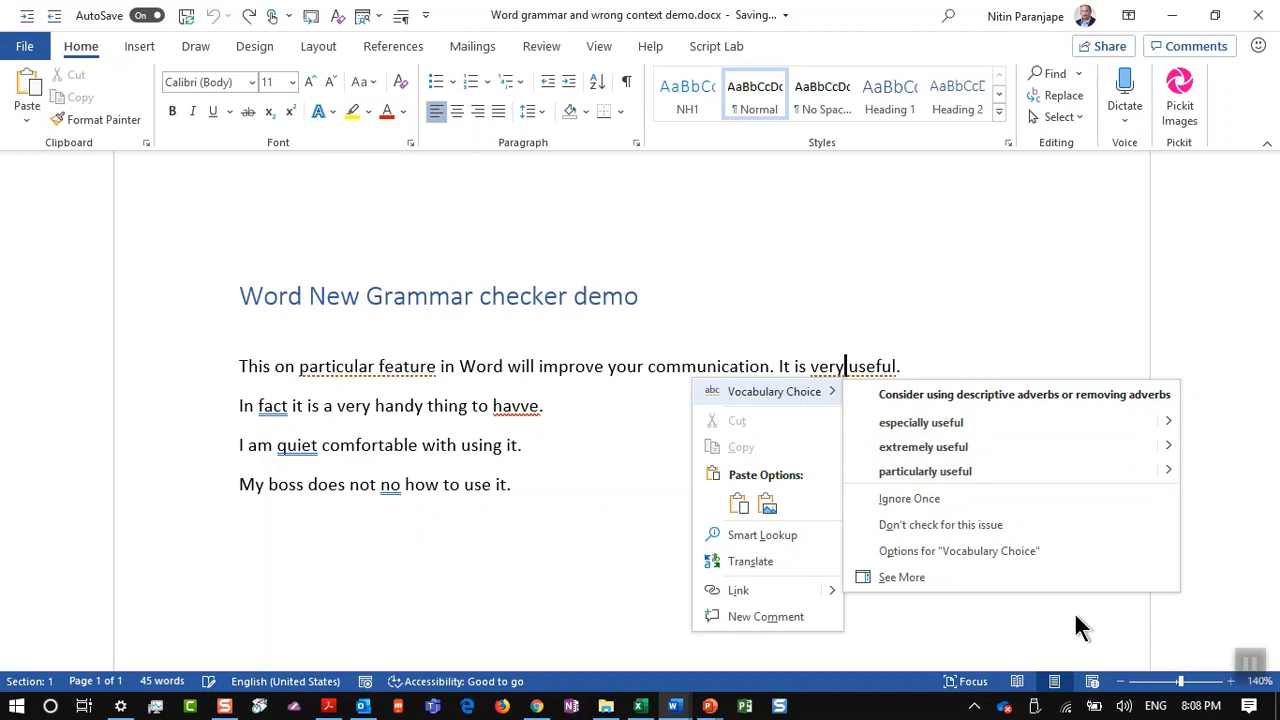 AutoSave On
Word grammar and wrong context demo.docx - Saving...
Nitin Paranjape
File Home Insert Draw Design Layout References Mailings Review View Help Script Lab Share Comments
Paste
Cut
Copy
Format Painter
Clipboard
Calibri (Body) 11
Aa
B I U ab x₂ x² A A
Font
Paragraph
AaBbCc AaBbCcDc AaBbCcDc AaBbCc AaBbCcD
NH1 ¶ Normal ¶ No Spac... Heading 1 Heading 2
Styles
Find
Replace
Select
Editing
Dictate
Voice
Pickit Images
Pickit
Word New Grammar checker demo
This on particular feature in Word will improve your communication. It is very useful.
In fact it is a very handy thing to havve.
I am quiet comfortable with using it.
My boss does not no how to use it.
abc Vocabulary Choice
Cut
Copy
Paste Options:
Smart Lookup
Translate
Link
New Comment
Consider using descriptive adverbs or removing adverbs
especially useful
extremely useful
particularly useful
Ignore Once
Don't check for this issue
Options for "Vocabulary Choice"
See More
Section: 1 Page 1 of 1 45 words English (United States) Accessibility: Good to go Focus 140%
ENG 8:08 PM